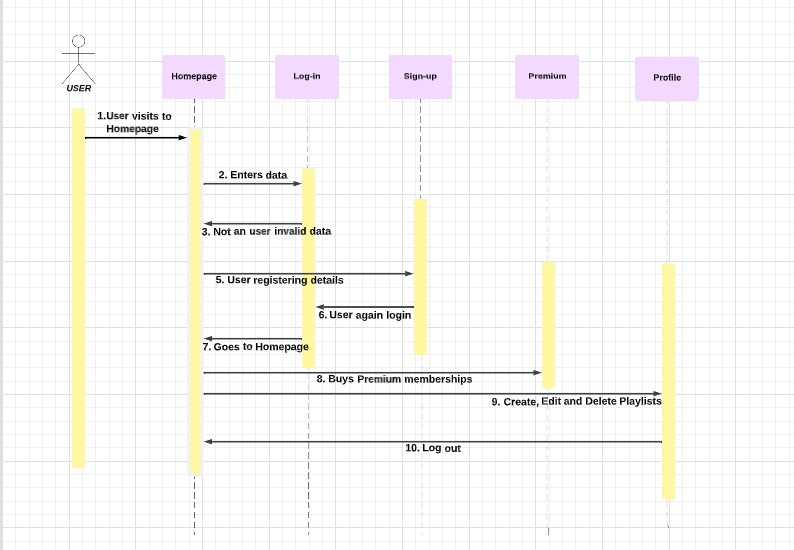 USER
Homepage
Log-in
Sign-up
Premium
Profile
1.User visits to
Homepage
2. Enters data
3. Not an user invalid data
5. User registering details
6. User again login
7. Goes to Homepage
8. Buys Premium memberships
9. Create, Edit and Delete Playlists
10. Log out